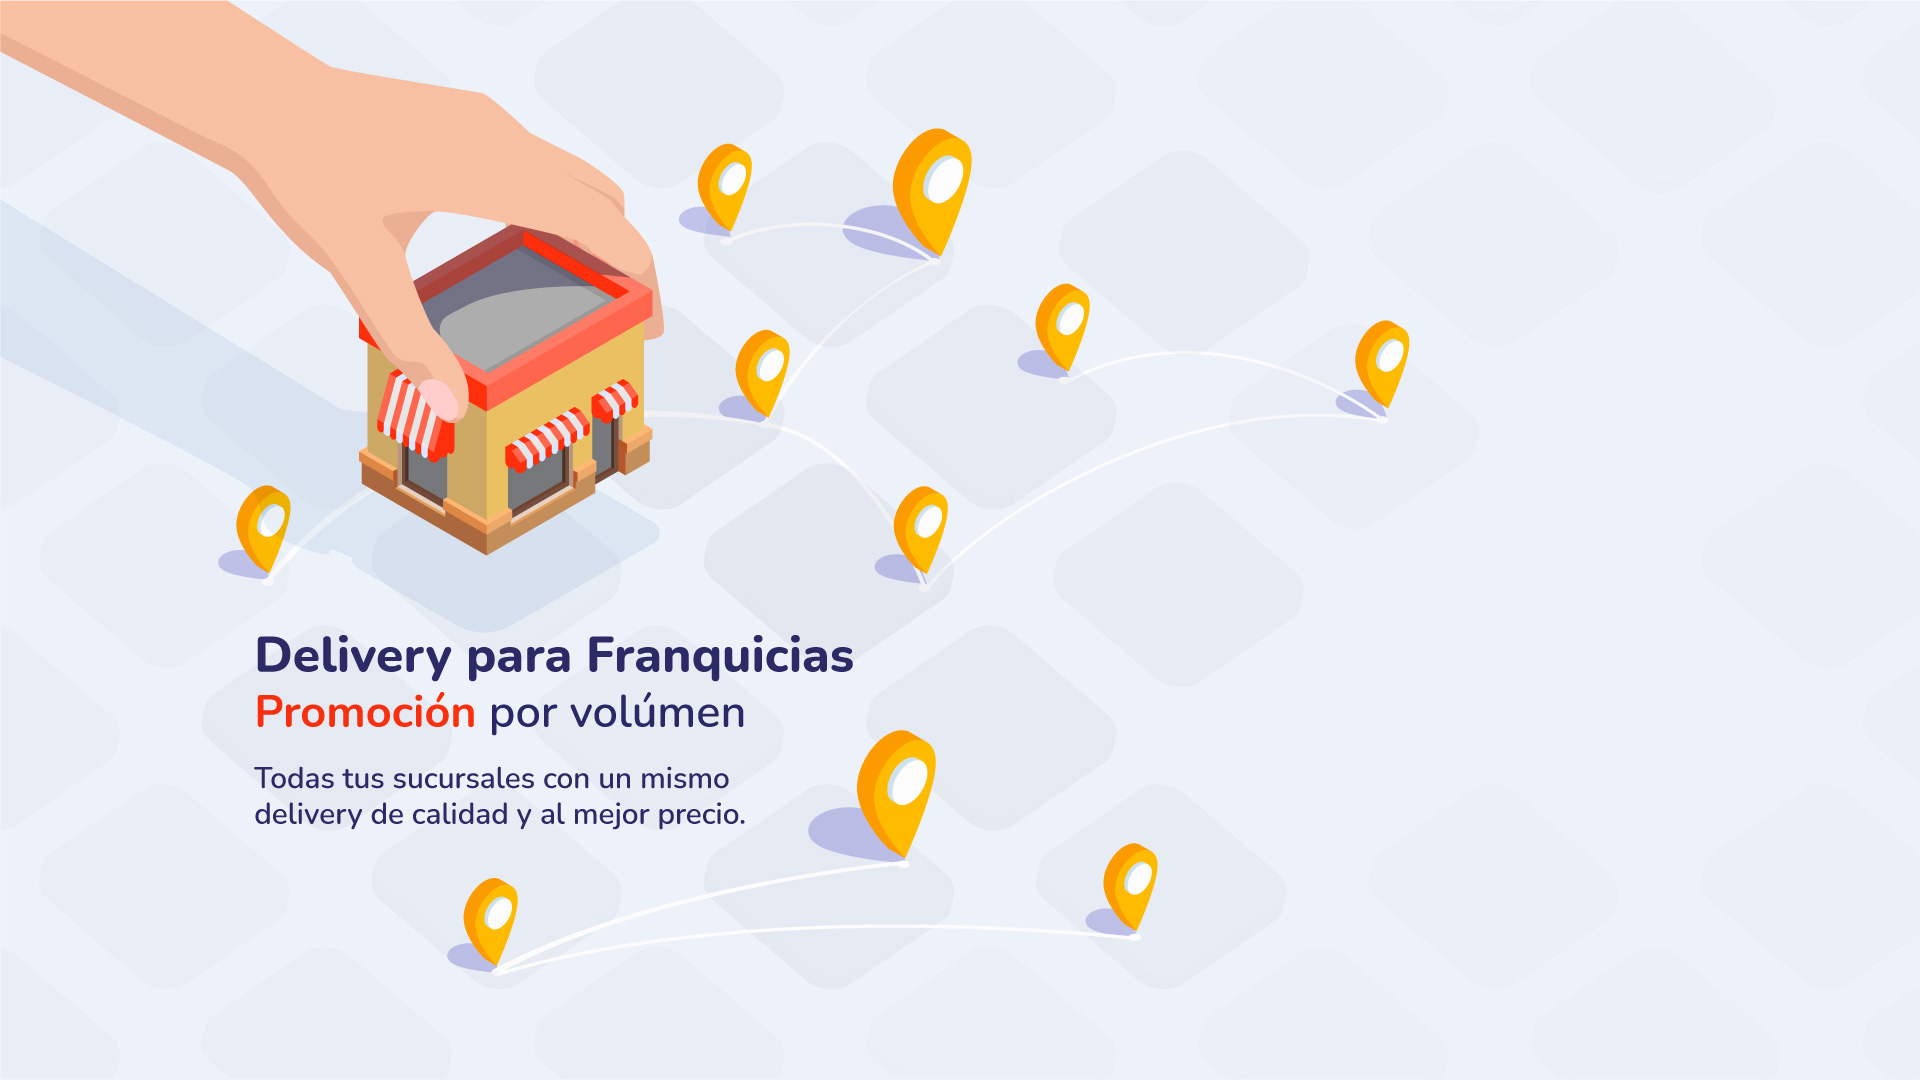 Delivery para Franquicias
Promoción por volúmen
Todas tus sucursales con un mismo
delivery de calidad y al mejor precio.